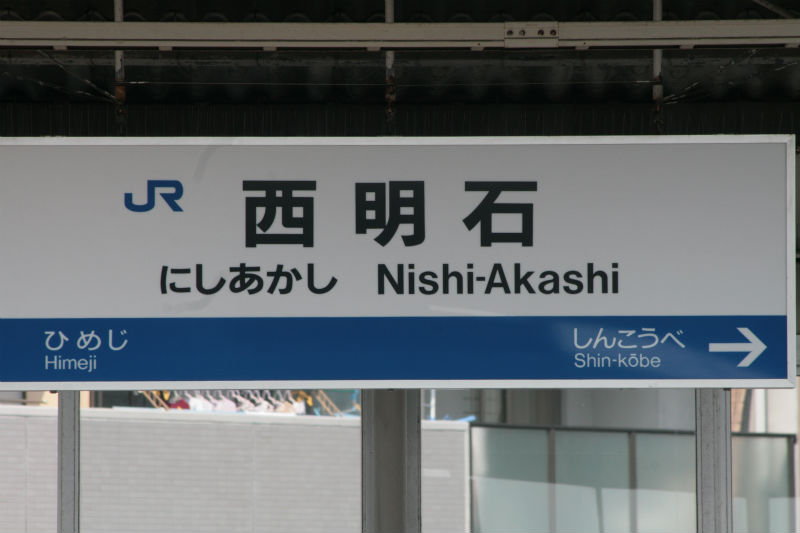 JR 西明石
にしあかし Nishi-Akashi
ひめじ しんこうべ →
Himeji Shin-kōbe